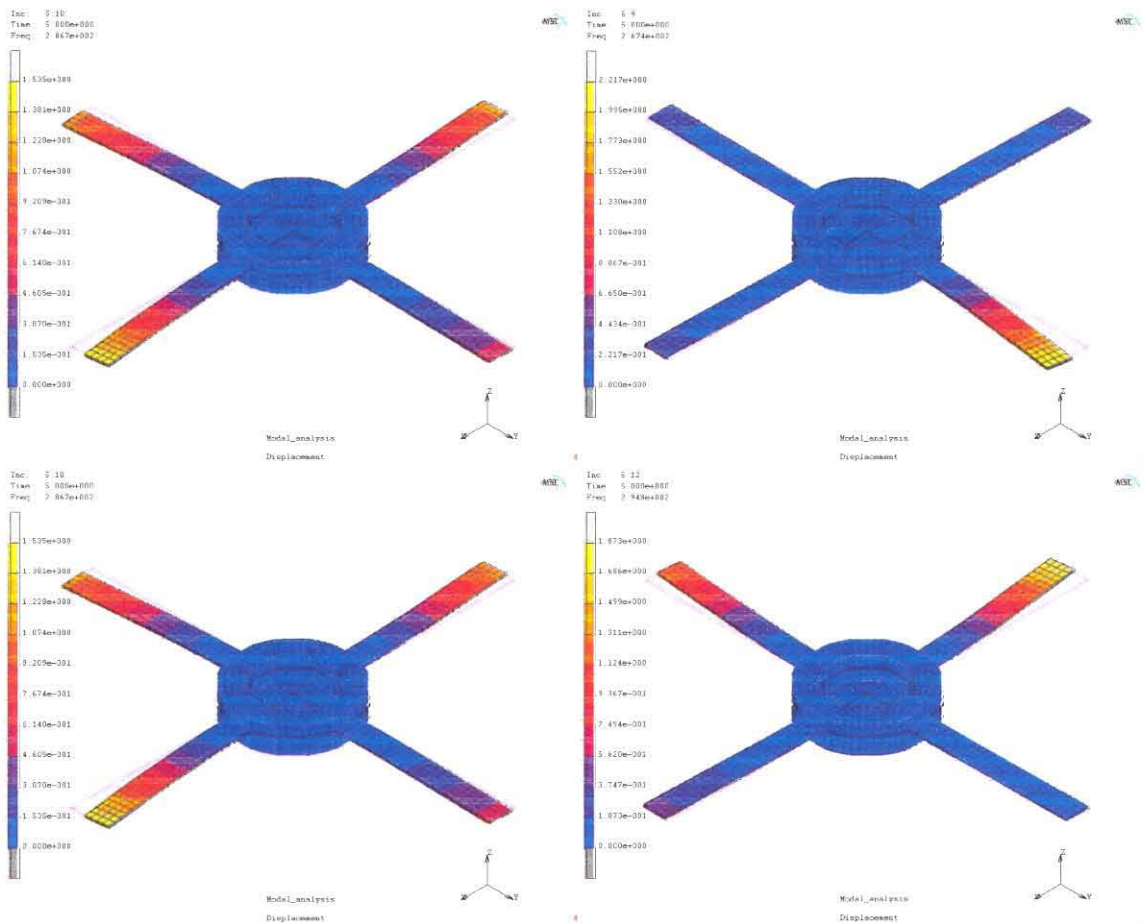 Inc: 5:10
Time: 5.000e+000
Freq: 2.867e+002
1.535e+000
1.381e+000
1.228e+000
1.074e+000
9.209e-001
7.674e-001
6.140e-001
4.605e-001
3.070e-001
1.535e-001
0.000e+000
Z
Y
Modal_analysis
Displacement
4
Inc: 5:9
Time: 5.000e+000
Freq: 2.674e+002
2.217e+000
1.995e+000
1.773e+000
1.552e+000
1.330e+000
1.108e+000
8.867e-001
6.650e-001
4.434e-001
2.217e-001
0.000e+000
Z
Y
Modal_analysis
Displacement
1
Inc: 5:10
Time: 5.000e+000
Freq: 2.867e+002
1.535e+000
1.381e+000
1.228e+000
1.074e+000
9.209e-001
7.674e-001
6.140e-001
4.605e-001
3.070e-001
1.535e-001
0.000e+000
Z
Y
Modal_analysis
Displacement
4
Inc: 5:12
Time: 5.000e+000
Freq: 2.948e+002
1.873e+000
1.686e+000
1.499e+000
1.311e+000
1.124e+000
9.367e-001
7.494e-001
5.620e-001
3.747e-001
1.873e-001
0.000e+000
Z
Y
Modal_analysis
Displacement